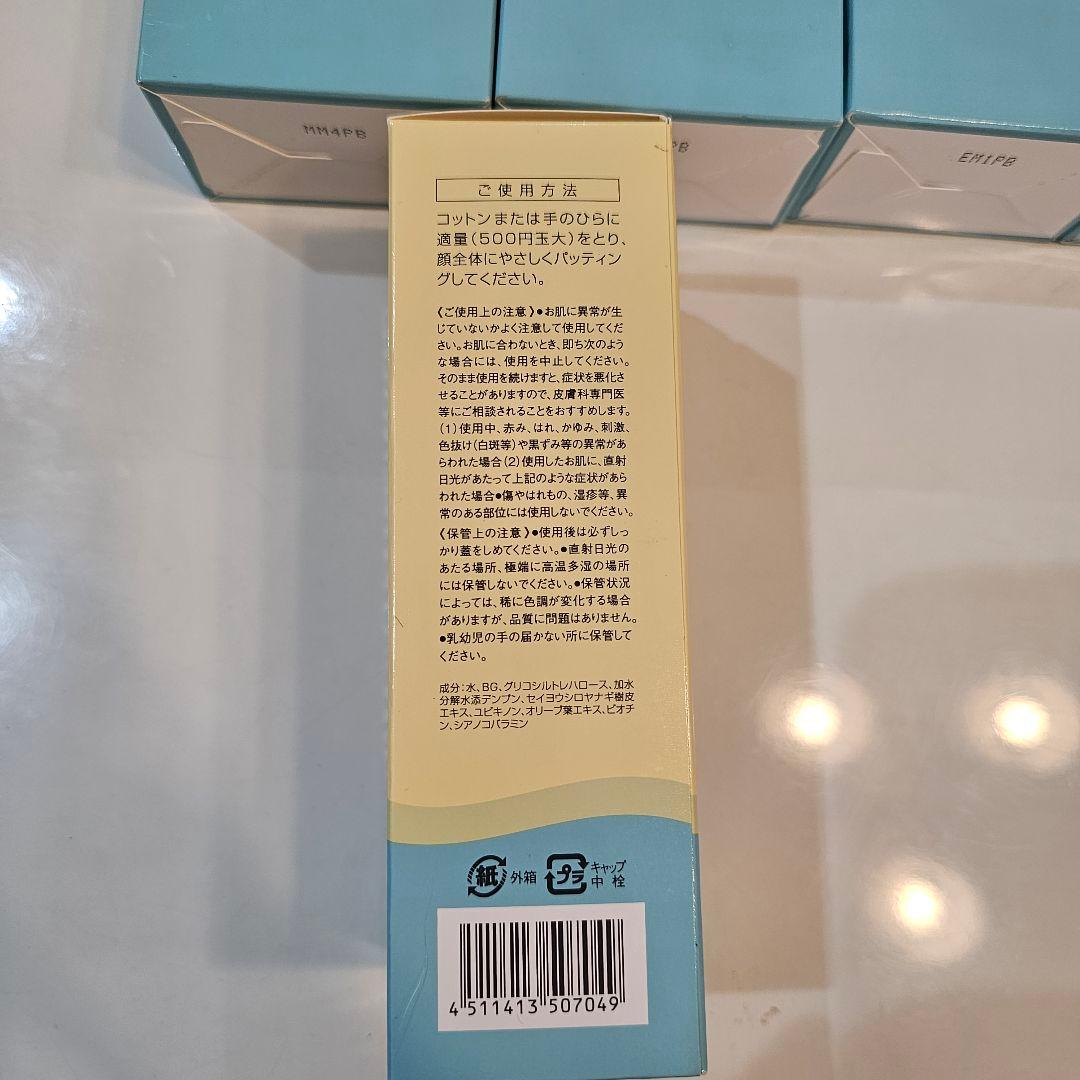 MM4PB
PB
EM1PB
ご使用方法
コットンまたは手のひらに
適量(500円玉大)をとり、
顔全体にやさしくパッティン
グしてください。
《ご使用上の注意》●お肌に異常が生
じていないかよく注意して使用してくだ
さい。お肌に合わないとき、即ち次のよう
な場合には、使用を中止してください。
そのまま使用を続けますと、症状を悪化さ
せることがありますので、皮膚科専門医
等にご相談されることをおすすめします。
(1)使用中、赤み、はれ、かゆみ、刺激、
色抜け(白斑等)や黒ずみ等の異常があ
らわれた場合(2)使用したお肌に、直射
日光があたって上記のような症状があら
われた場合●傷やはれもの、湿疹等、異
常のある部位には使用しないでください。
《保管上の注意》●使用後は必ずしっ
かり蓋をしめてください。●直射日光の
あたる場所、極端に高温多湿の場所
には保管しないでください。●保管状況
によっては、稀に色調が変化する場合
がありますが、品質に問題はありません。
●乳幼児の手の届かない所に保管して
ください。
成分:水、BG、グリコシルトレハロース、加水
分解水添デンプン、セイヨウシロヤナギ樹皮
エキス、ユビキノン、オリーブ葉エキス、ビオチ
ン、シアノコバラミン
紙 外箱 プラ キャップ
中栓
4 511413 507049